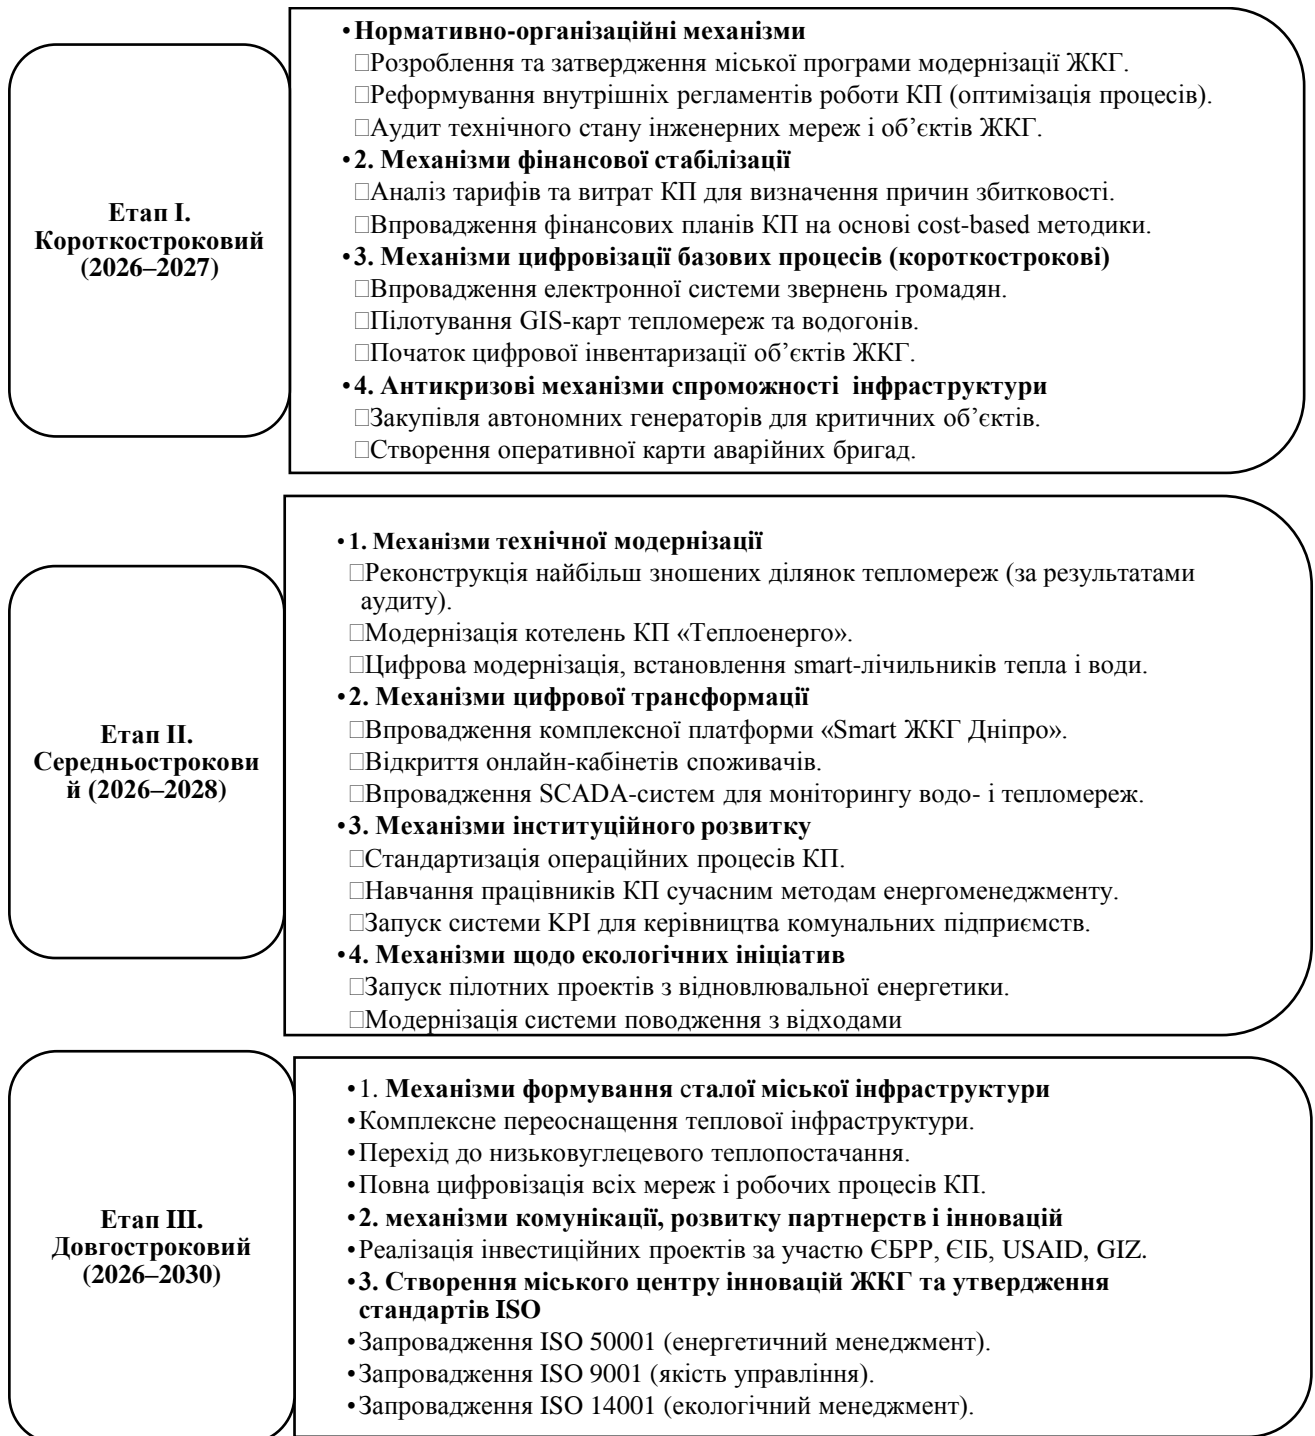 Етап I.
Короткостроковий
(2026–2027)
•Нормативно-організаційні механізми
□Розроблення та затвердження міської програми модернізації ЖКГ.
□Реформування внутрішніх регламентів роботи КП (оптимізація процесів).
□Аудит технічного стану інженерних мереж і об’єктів ЖКГ.
•2. Механізми фінансової стабілізації
□Аналіз тарифів та витрат КП для визначення причин збитковості.
□Впровадження фінансових планів КП на основі cost-based методики.
•3. Механізми цифровізації базових процесів (короткострокові)
□Впровадження електронної системи звернень громадян.
□Пілотування GIS-карт тепломереж та водогонів.
□Початок цифрової інвентаризації об’єктів ЖКГ.
•4. Антикризові механізми спроможності інфраструктури
□Закупівля автономних генераторів для критичних об’єктів.
□Створення оперативної карти аварійних бригад.
Етап II.
Середньострокови
й (2026–2028)
•1. Механізми технічної модернізації
□Реконструкція найбільш зношених ділянок тепломереж (за результатами
аудиту).
□Модернізація котелень КП «Теплоенерго».
□Цифрова модернізація, встановлення smart-лічильників тепла і води.
•2. Механізми цифрової трансформації
□Впровадження комплексної платформи «Smart ЖКГ Дніпро».
□Відкриття онлайн-кабінетів споживачів.
□Впровадження SCADA-систем для моніторингу водо- і тепломереж.
•3. Механізми інституційного розвитку
□Стандартизація операційних процесів КП.
□Навчання працівників КП сучасним методам енергоменеджменту.
□Запуск системи KPI для керівництва комунальних підприємств.
•4. Механізми щодо екологічних ініціатив
□Запуск пілотних проектів з відновлювальної енергетики.
□Модернізація системи поводження з відходами
Етап III.
Довгостроковий
(2026–2030)
•1. Механізми формування сталої міської інфраструктури
•Комплексне переоснащення теплової інфраструктури.
•Перехід до низьковуглецевого теплопостачання.
•Повна цифровізація всіх мереж і робочих процесів КП.
•2. механізми комунікації, розвитку партнерств і інновацій
•Реалізація інвестиційних проектів за участю ЄБРР, ЄІБ, USAID, GIZ.
•3. Створення міського центру інновацій ЖКГ та утвердження
стандартів ISO
•Запровадження ISO 50001 (енергетичний менеджмент).
•Запровадження ISO 9001 (якість управління).
•Запровадження ISO 14001 (екологічний менеджмент).